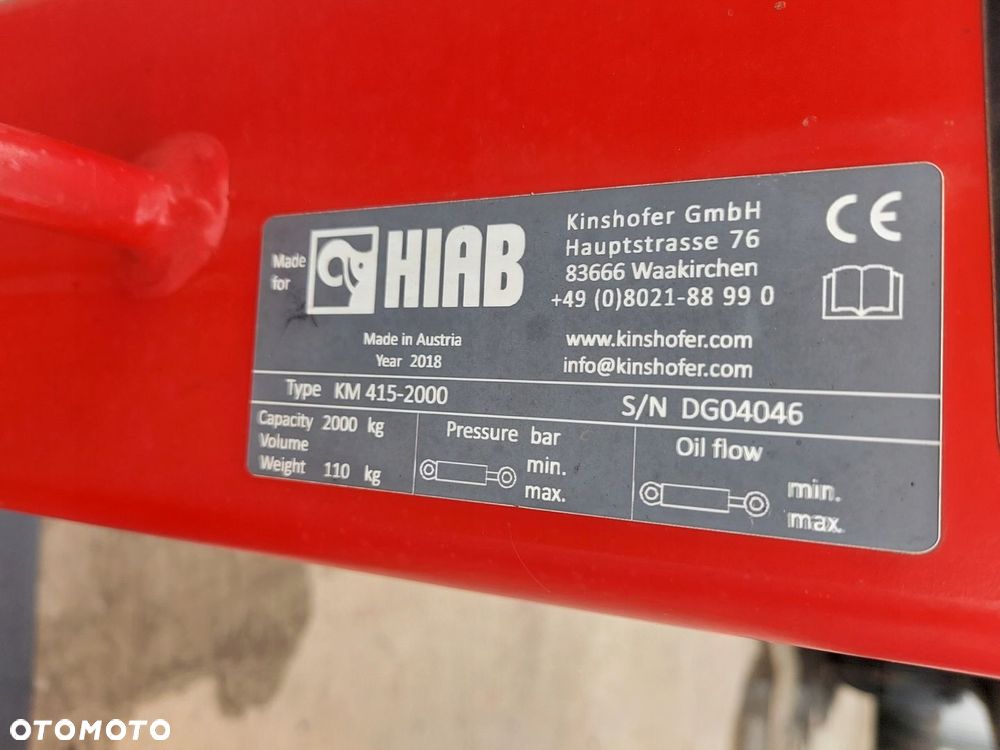 Made for
HIAB
Made in Austria
Year 2018
Kinshofer GmbH
Hauptstrasse 76
83666 Waakirchen
+49 (0)8021-88 99 0
www.kinshofer.com
info@kinshofer.com
CE
Type KM 415-2000
S/N DG04046
Capacity 2000 kg
Volume
Weight 110 kg
Pressure bar
min.
max.
Oil flow
min.
max.
OTOMOTO